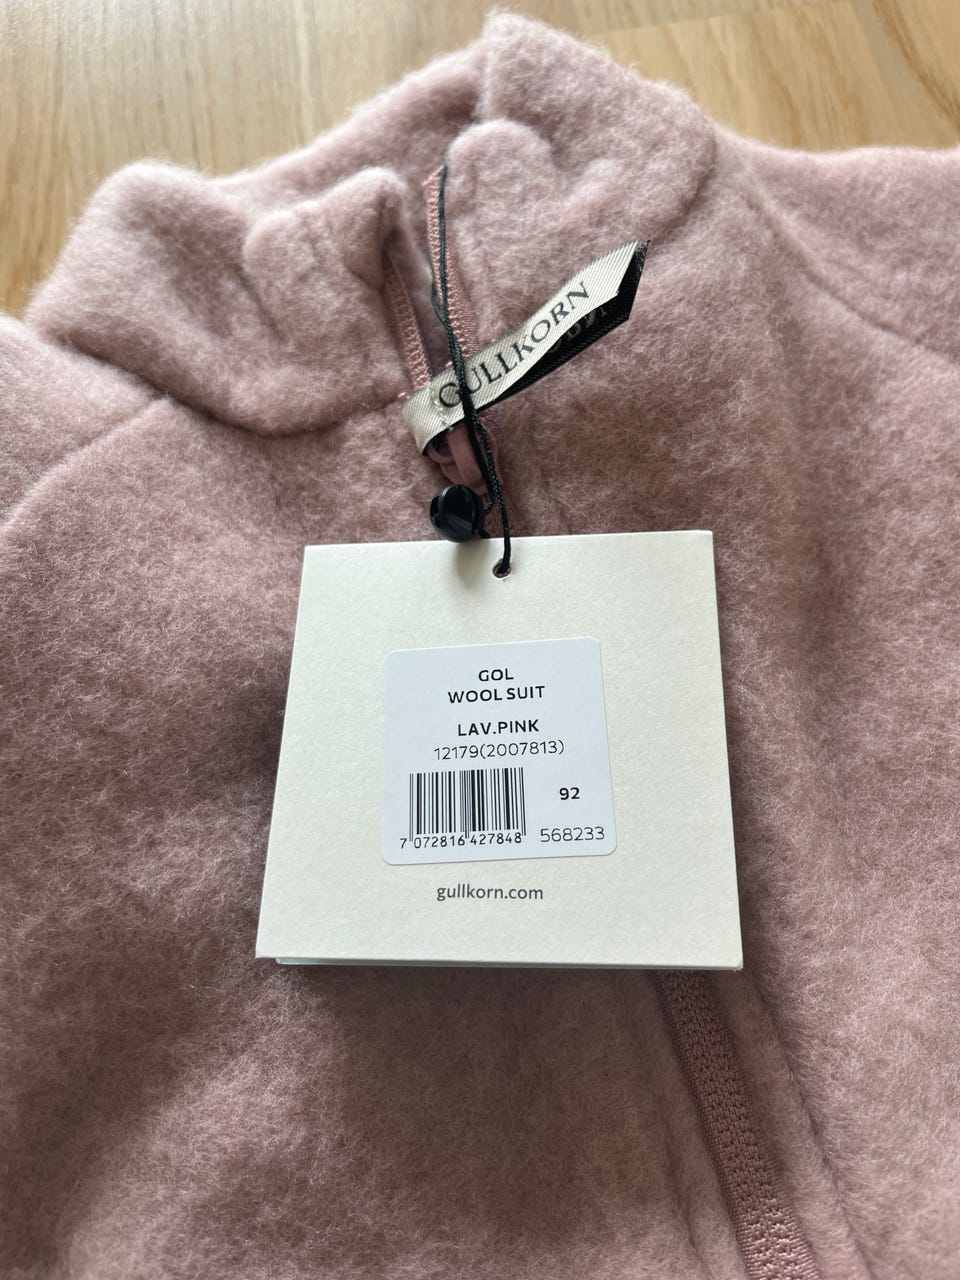 GULLKORN
GOL
WOOL SUIT
LAV.PINK
12179(2007813)
92
7 072816 427848
568233
gullkorn.com